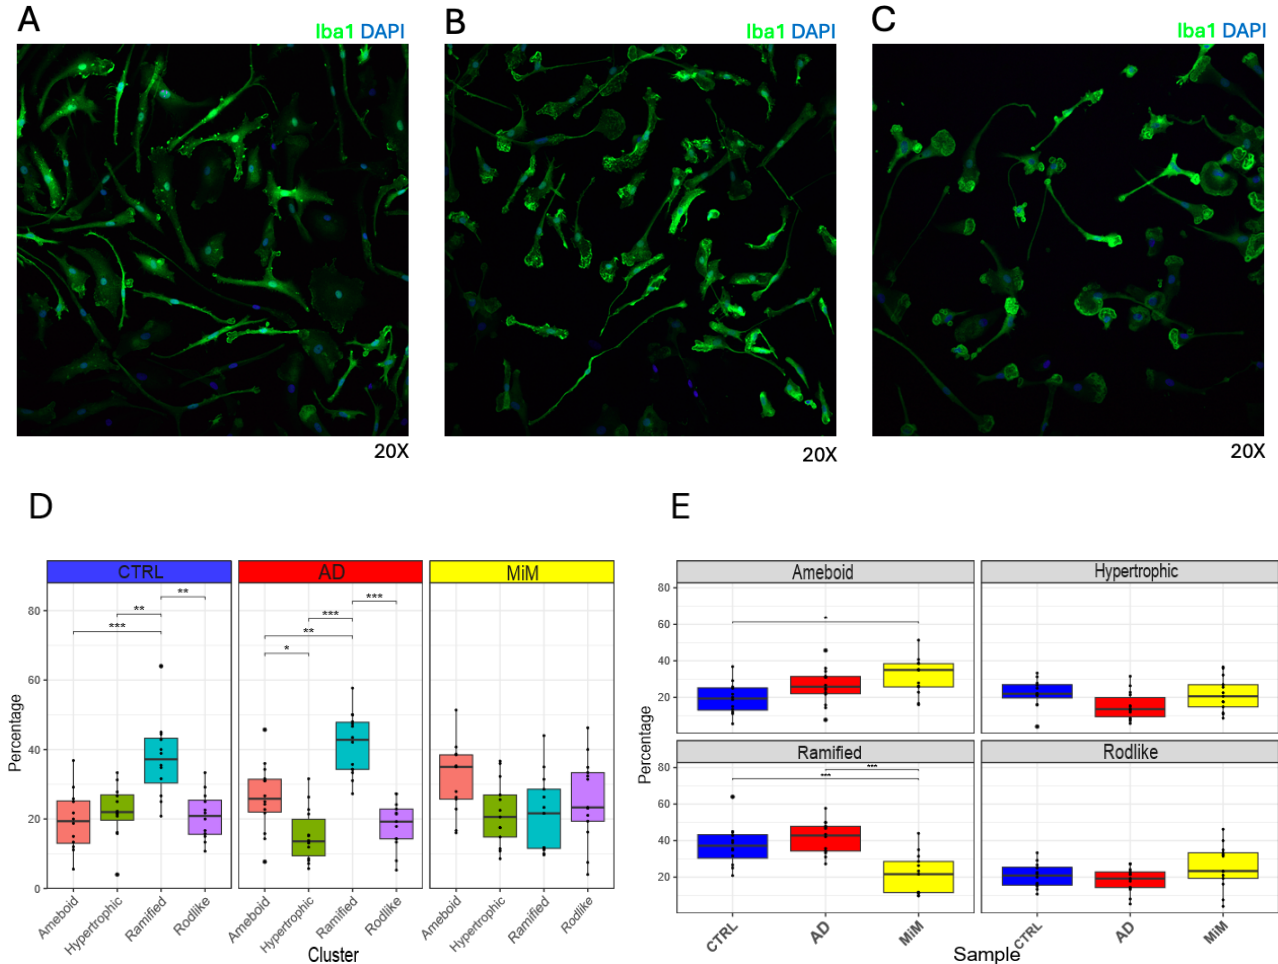 A
Iba1 DAPI
20X
B
Iba1 DAPI
20X
C
Iba1 DAPI
20X
D
CTRL
AD
MiM
Percentage
80
60
40
20
0
***
**
**
*
**
***
***
Ameboid
Hypertrophic
Ramified
Rodlike
Ameboid
Hypertrophic
Ramified
Rodlike
Ameboid
Hypertrophic
Ramified
Rodlike
Cluster
E
Ameboid
Hypertrophic
80
60
40
20
*
Percentage
Ramified
Rodlike
80
60
40
20
***
***
CTRL
AD
MiM
CTRL
AD
MiM
Sample